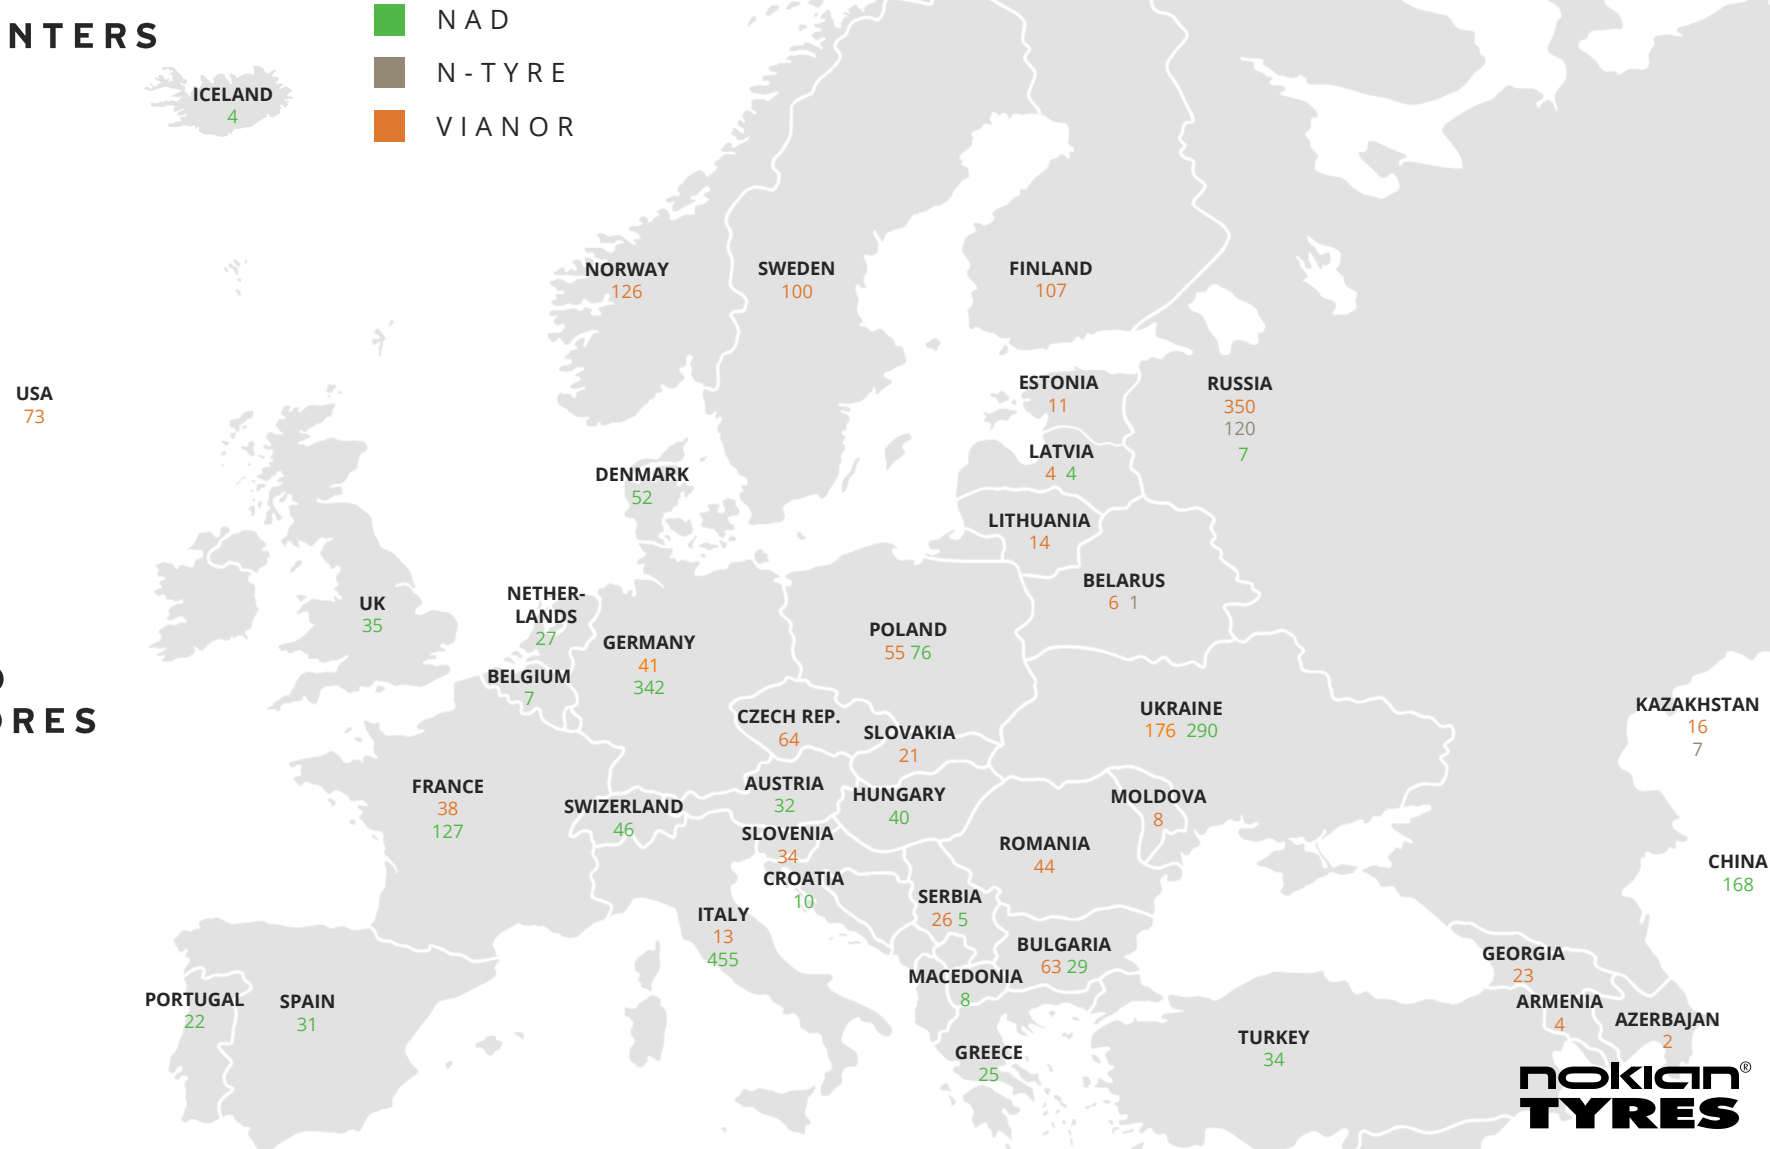 NTERS
NAD
N-TYRE
VIANOR
ICELAND
4
NORWAY
126
SWEDEN
100
FINLAND
107
USA
73
ESTONIA
11
RUSSIA
350
120
7
LATVIA
4 4
DENMARK
52
LITHUANIA
14
BELARUS
6 1
NETHER-
LANDS
27
UK
35
POLAND
55 76
GERMANY
41
342
BELGIUM
7
ORES
CZECH REP.
64
SLOVAKIA
21
UKRAINE
176 290
KAZAKHSTAN
16
7
FRANCE
38
127
SWIZERLAND
46
AUSTRIA
32
HUNGARY
40
MOLDOVA
8
SLOVENIA
34
ROMANIA
44
CROATIA
10
CHINA
168
SERBIA
26 5
ITALY
13
455
BULGARIA
63 29
GEORGIA
23
MACEDONIA
8
PORTUGAL
22
SPAIN
31
ARMENIA
4
AZERBAJAN
2
TURKEY
34
GREECE
25
nokian®
TYRES